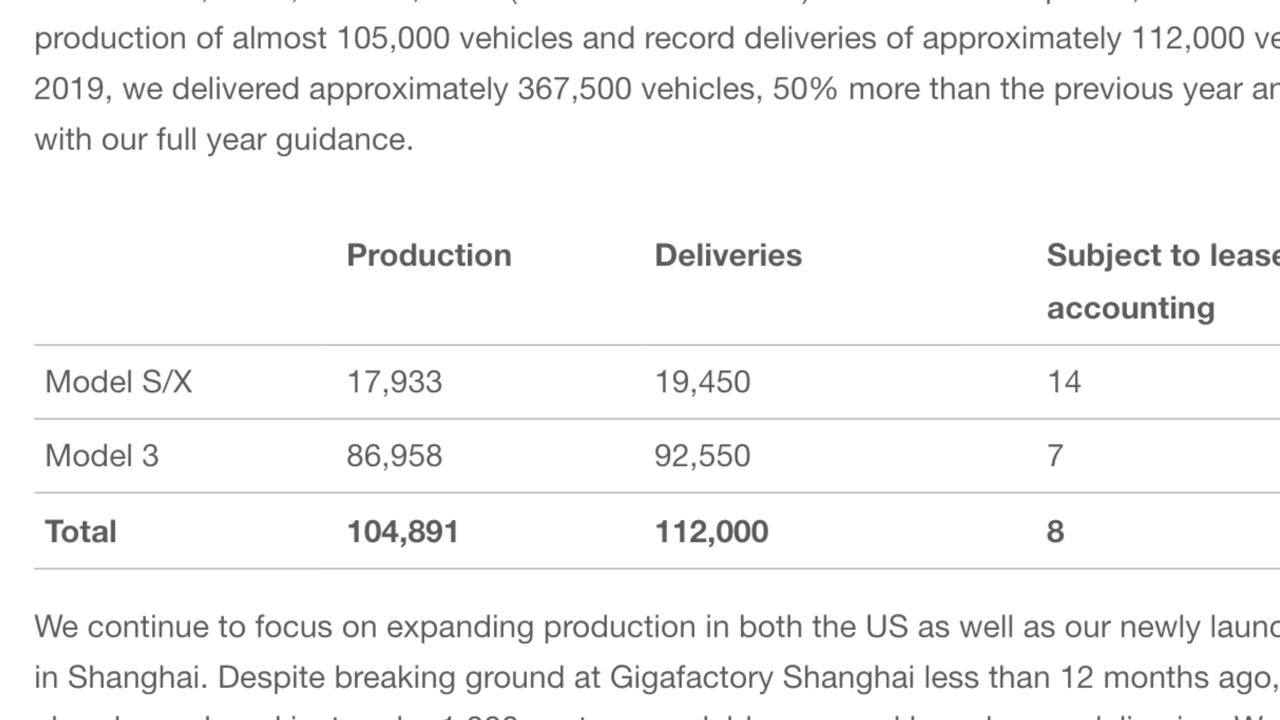 production of almost 105,000 vehicles and record deliveries of approximately 112,000
2019, we delivered approximately 367,500 vehicles, 50% more than the previous year
with our full year guidance.
Production Deliveries Subject to lease
accounting
Model S/X 17,933 19,450 14
Model 3 86,958 92,550 7
Total 104,891 112,000 8
We continue to focus on expanding production in both the US as well as our newly
in Shanghai. Despite breaking ground at Gigafactory Shanghai less than 12 months ago,